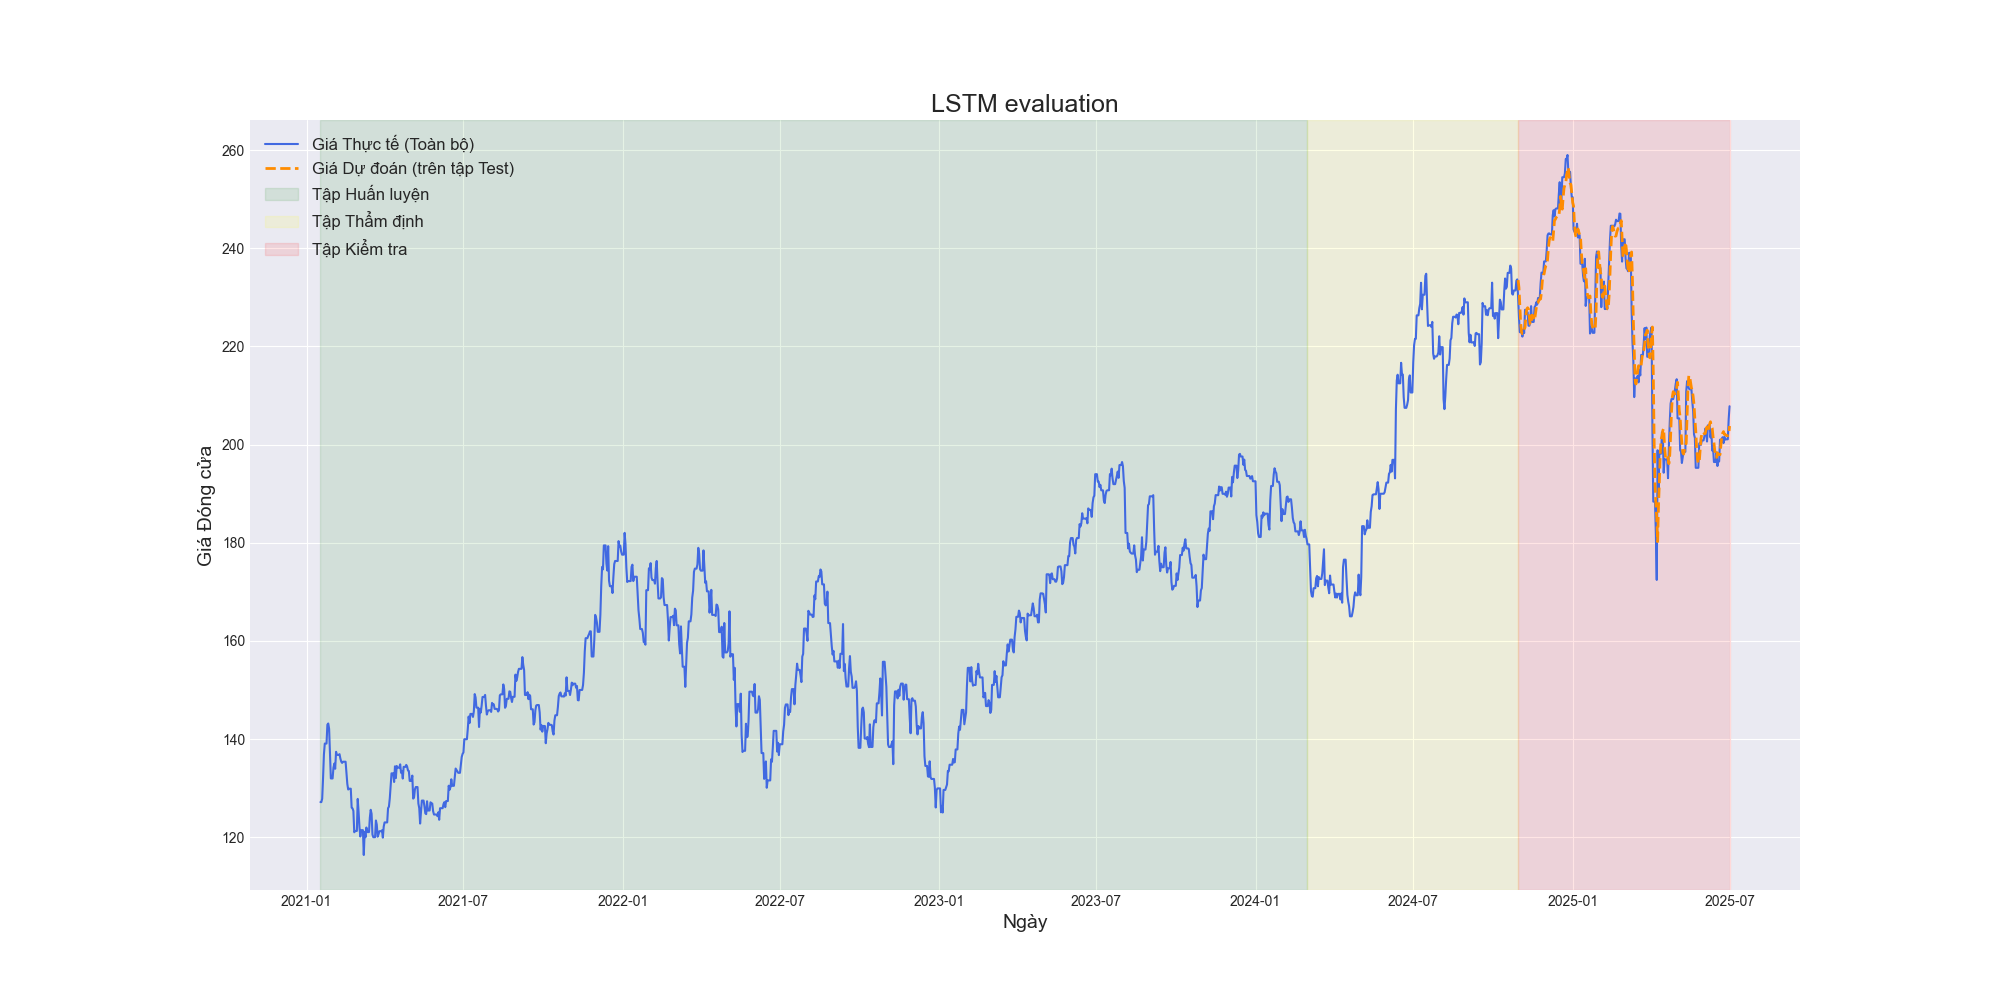 LSTM evaluation
Giá Thực tế (Toàn bộ)
Giá Dự đoán (trên tập Test)
Tập Huấn luyện
Tập Thẩm định
Tập Kiểm tra
260
240
220
200
180
160
140
120
Giá Đóng cửa
2021-01
2021-07
2022-01
2022-07
2023-01
2023-07
2024-01
2024-07
2025-01
2025-07
Ngày